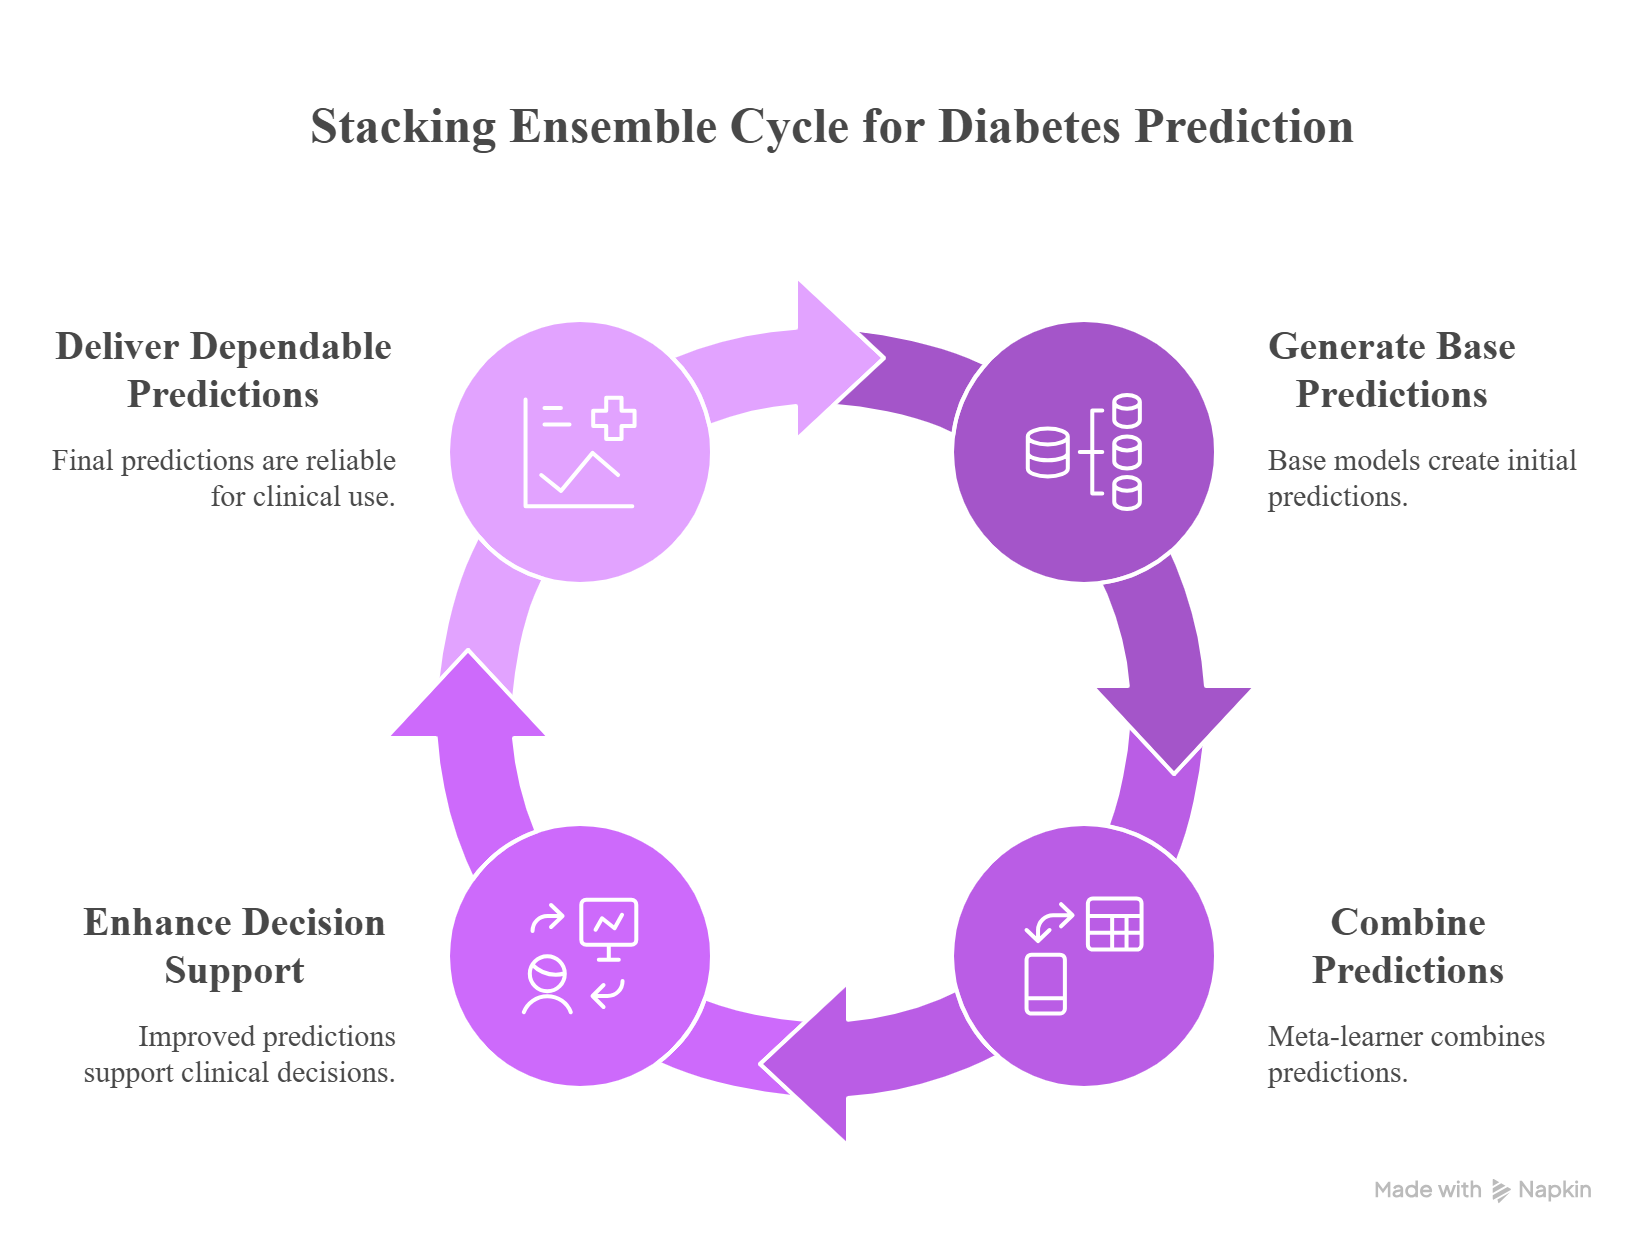 Stacking Ensemble Cycle for Diabetes Prediction
Deliver Dependable
Predictions
Final predictions are reliable
for clinical use.
Generate Base
Predictions
Base models create initial
predictions.
Enhance Decision
Support
Improved predictions
support clinical decisions.
Combine
Predictions
Meta-learner combines
predictions.
Made with Napkin